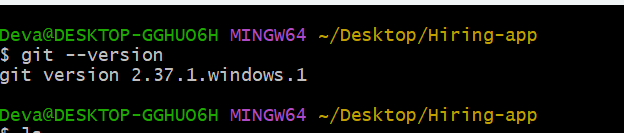 Deva@DESKTOP-GGHUO6H MINGW64 ~/Desktop/Hiring-app
$ git --version
git version 2.37.1.windows.1
Deva@DESKTOP-GGHUO6H MINGW64 ~/Desktop/Hiring-app
$ ls